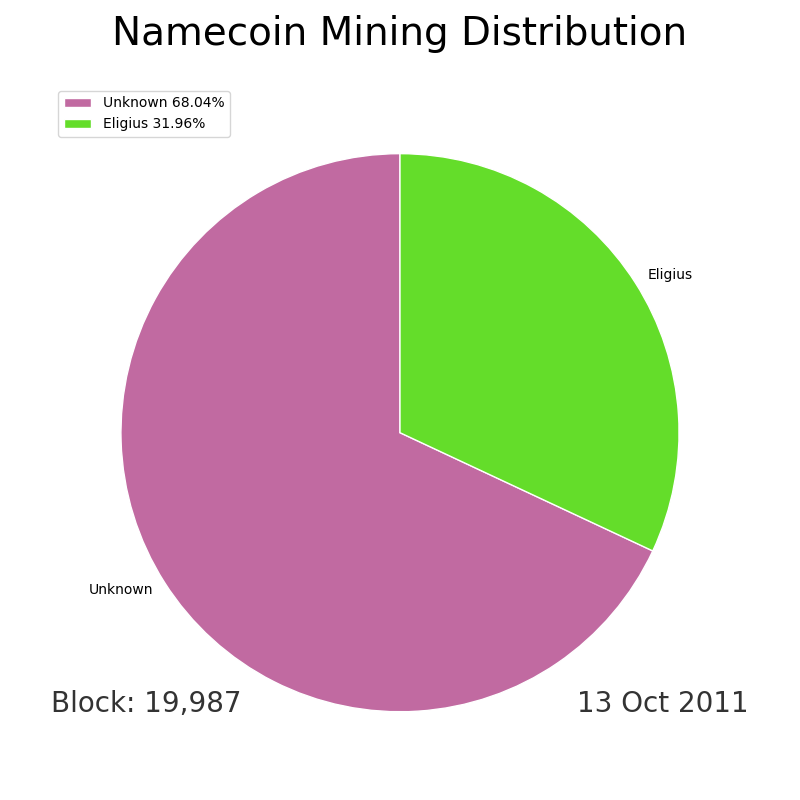 Namecoin Mining Distribution
Unknown 68.04%
Eligius 31.96%
Eligius
Unknown
Block: 19,987
13 Oct 2011